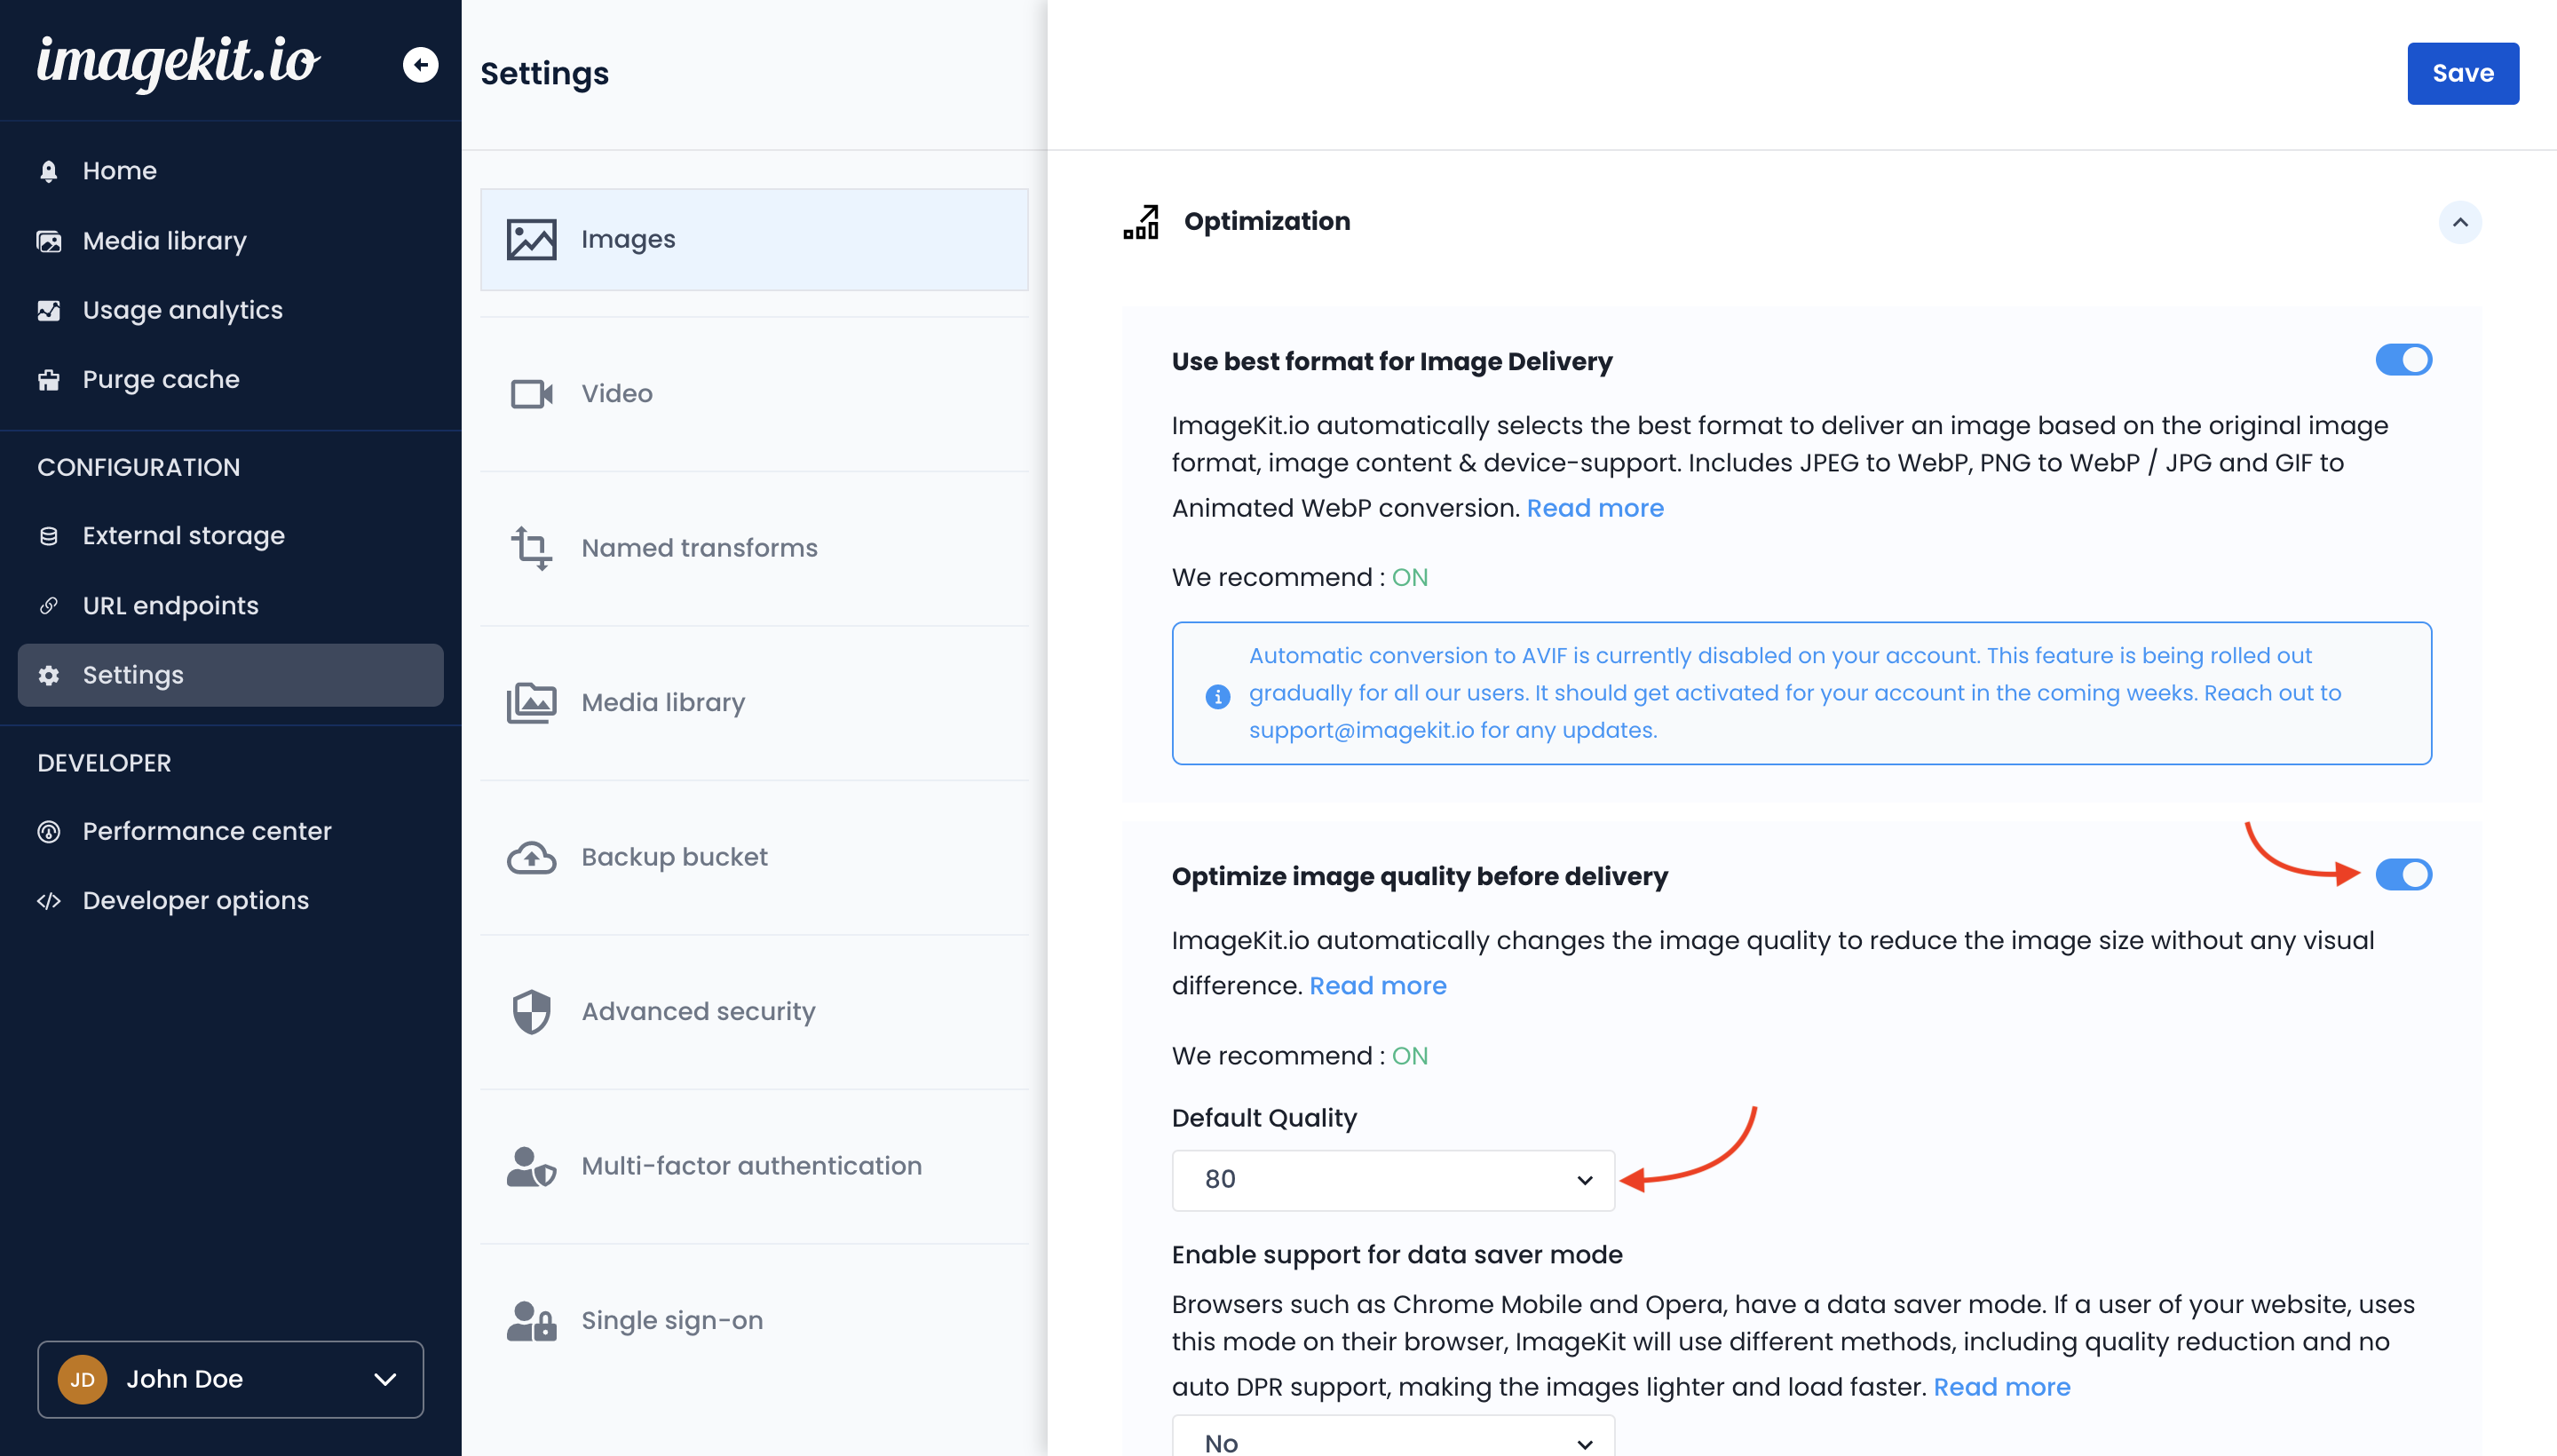 imagekit.io
Home
Media library
Usage analytics
Purge cache
CONFIGURATION
External storage
URL endpoints
Settings
DEVELOPER
Performance center
Developer options
JD
John Doe
Settings
Images
Video
Named transforms
Media library
Backup bucket
Advanced security
Multi-factor authentication
Single sign-on
Save
Optimization
Use best format for Image Delivery
ImageKit.io automatically selects the best format to deliver an image based on the original image
format, image content & device-support. Includes JPEG to WebP, PNG to WebP / JPG and GIF to
Animated WebP conversion. Read more
We recommend : ON
Automatic conversion to AVIF is currently disabled on your account. This feature is being rolled out
gradually for all our users. It should get activated for your account in the coming weeks. Reach out to
support@imagekit.io for any updates.
Optimize image quality before delivery
ImageKit.io automatically changes the image quality to reduce the image size without any visual
difference. Read more
We recommend : ON
Default Quality
80
Enable support for data saver mode
Browsers such as Chrome Mobile and Opera, have a data saver mode. If a user of your website, uses
this mode on their browser, ImageKit will use different methods, including quality reduction and no
auto DPR support, making the images lighter and load faster. Read more
No